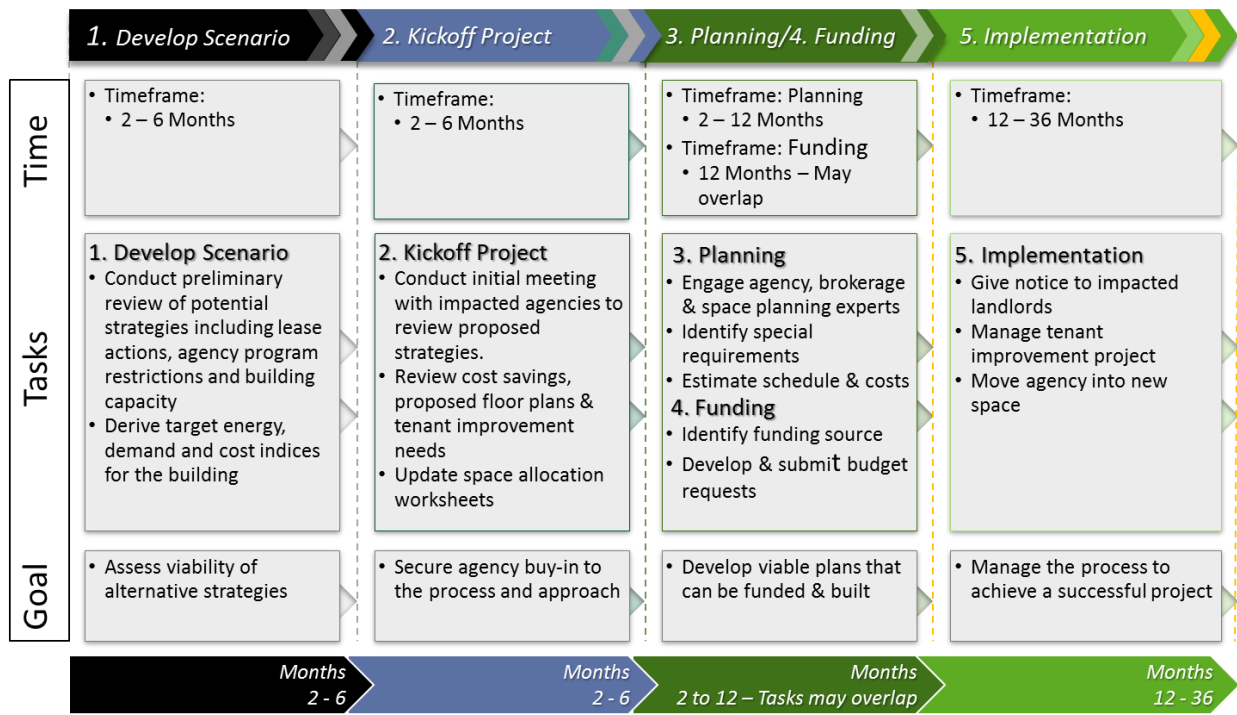 1. Develop Scenario
2. Kickoff Project
3. Planning/4. Funding
5. Implementation
Time
• Timeframe:
• 2 – 6 Months
• Timeframe:
• 2 – 6 Months
• Timeframe: Planning
• 2 – 12 Months
• Timeframe: Funding
• 12 Months – May
overlap
• Timeframe:
• 12 – 36 Months
Tasks
1. Develop Scenario
• Conduct preliminary
review of potential
strategies including lease
actions, agency program
restrictions and building
capacity
• Derive target energy,
demand and cost indices
for the building
2. Kickoff Project
• Conduct initial meeting
with impacted agencies to
review proposed
strategies.
• Review cost savings,
proposed floor plans &
tenant improvement
needs
• Update space allocation
worksheets
3. Planning
• Engage agency, brokerage
& space planning experts
• Identify special
requirements
• Estimate schedule & costs
4. Funding
• Identify funding source
• Develop & submit budget
requests
5. Implementation
• Give notice to impacted
landlords
• Manage tenant
improvement project
• Move agency into new
space
Goal
• Assess viability of
alternative strategies
• Secure agency buy-in to
the process and approach
• Develop viable plans that
can be funded & built
• Manage the process to
achieve a successful project
Months
2 - 6
Months
2 - 6
Months
2 to 12 – Tasks may overlap
Months
12 - 36